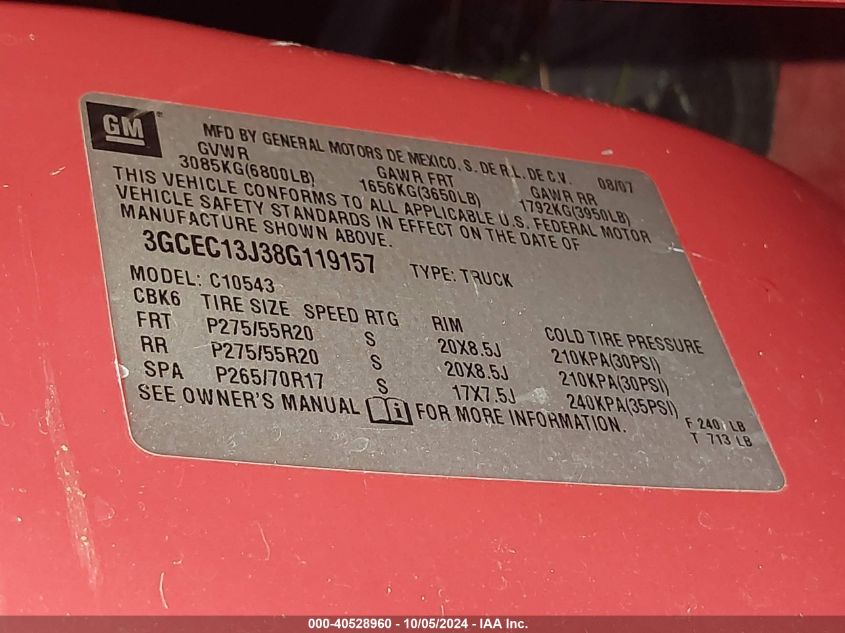 GM®
MFD BY GENERAL MOTORS DE MEXICO, S. DE R.L. DE C.V. 08/07
GVWR GAWR FRT GAWR RR
3085KG(6800LB) 1656KG(3650LB) 1792KG(3950LB)
THIS VEHICLE CONFORMS TO ALL APPLICABLE U.S. FEDERAL MOTOR
VEHICLE SAFETY STANDARDS IN EFFECT ON THE DATE OF
MANUFACTURE SHOWN ABOVE.
3GCEC13J38G119157 TYPE: TRUCK
MODEL: C10543
CBK6 TIRE SIZE SPEED RTG RIM COLD TIRE PRESSURE
FRT P275/55R20 S 20X8.5J 210KPA(30PSI)
RR P275/55R20 S 20X8.5J 210KPA(30PSI)
SPA P265/70R17 S 17X7.5J 240KPA(35PSI)
SEE OWNER'S MANUAL FOR MORE INFORMATION.
F LB
T 713 LB
000-40528960 - 10/05/2024 - IAA Inc.